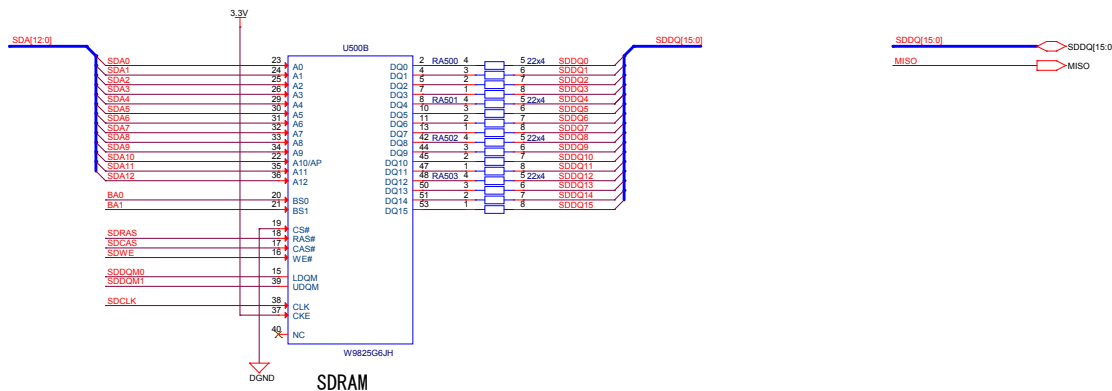 3.3V
SDA[12:0] U500B SDDQ[15:0] SDDQ[15:0] SDDQ[15:0
SDA0 23 A0 DQ0 2 RA500 4 5 22x4 SDDQ0 MISO MISO
SDA1 24 A1 DQ1 4 3 6 SDDQ1
SDA2 25 A2 DQ2 5 2 7 SDDQ2
SDA3 26 A3 DQ3 7 1 8 SDDQ3
SDA4 29 A4 DQ4 8 RA501 4 5 22x4 SDDQ4
SDA5 30 A5 DQ5 10 3 6 SDDQ5
SDA6 31 A6 DQ6 11 2 7 SDDQ6
SDA7 32 A7 DQ7 13 1 8 SDDQ7
SDA8 33 A8 DQ8 42 RA502 4 5 22x4 SDDQ8
SDA9 34 A9 DQ9 44 3 6 SDDQ9
SDA10 22 A10/AP DQ10 45 2 7 SDDQ10
SDA11 35 A11 DQ11 47 1 8 SDDQ11
SDA12 36 A12 DQ12 48 RA503 4 5 22x4 SDDQ12
DQ13 50 3 6 SDDQ13
BA0 20 BS0 DQ14 51 2 7 SDDQ14
BA1 21 BS1 DQ15 53 1 8 SDDQ15
19 CS#
SDRAS 18 RAS#
SDCAS 17 CAS#
SDWE 16 WE#
SDDQM0 15 LDQM
SDDQM1 39 UDQM
SDCLK 38 CLK
37 CKE
40 NC
W9825G6JH
DGND
SDRAM